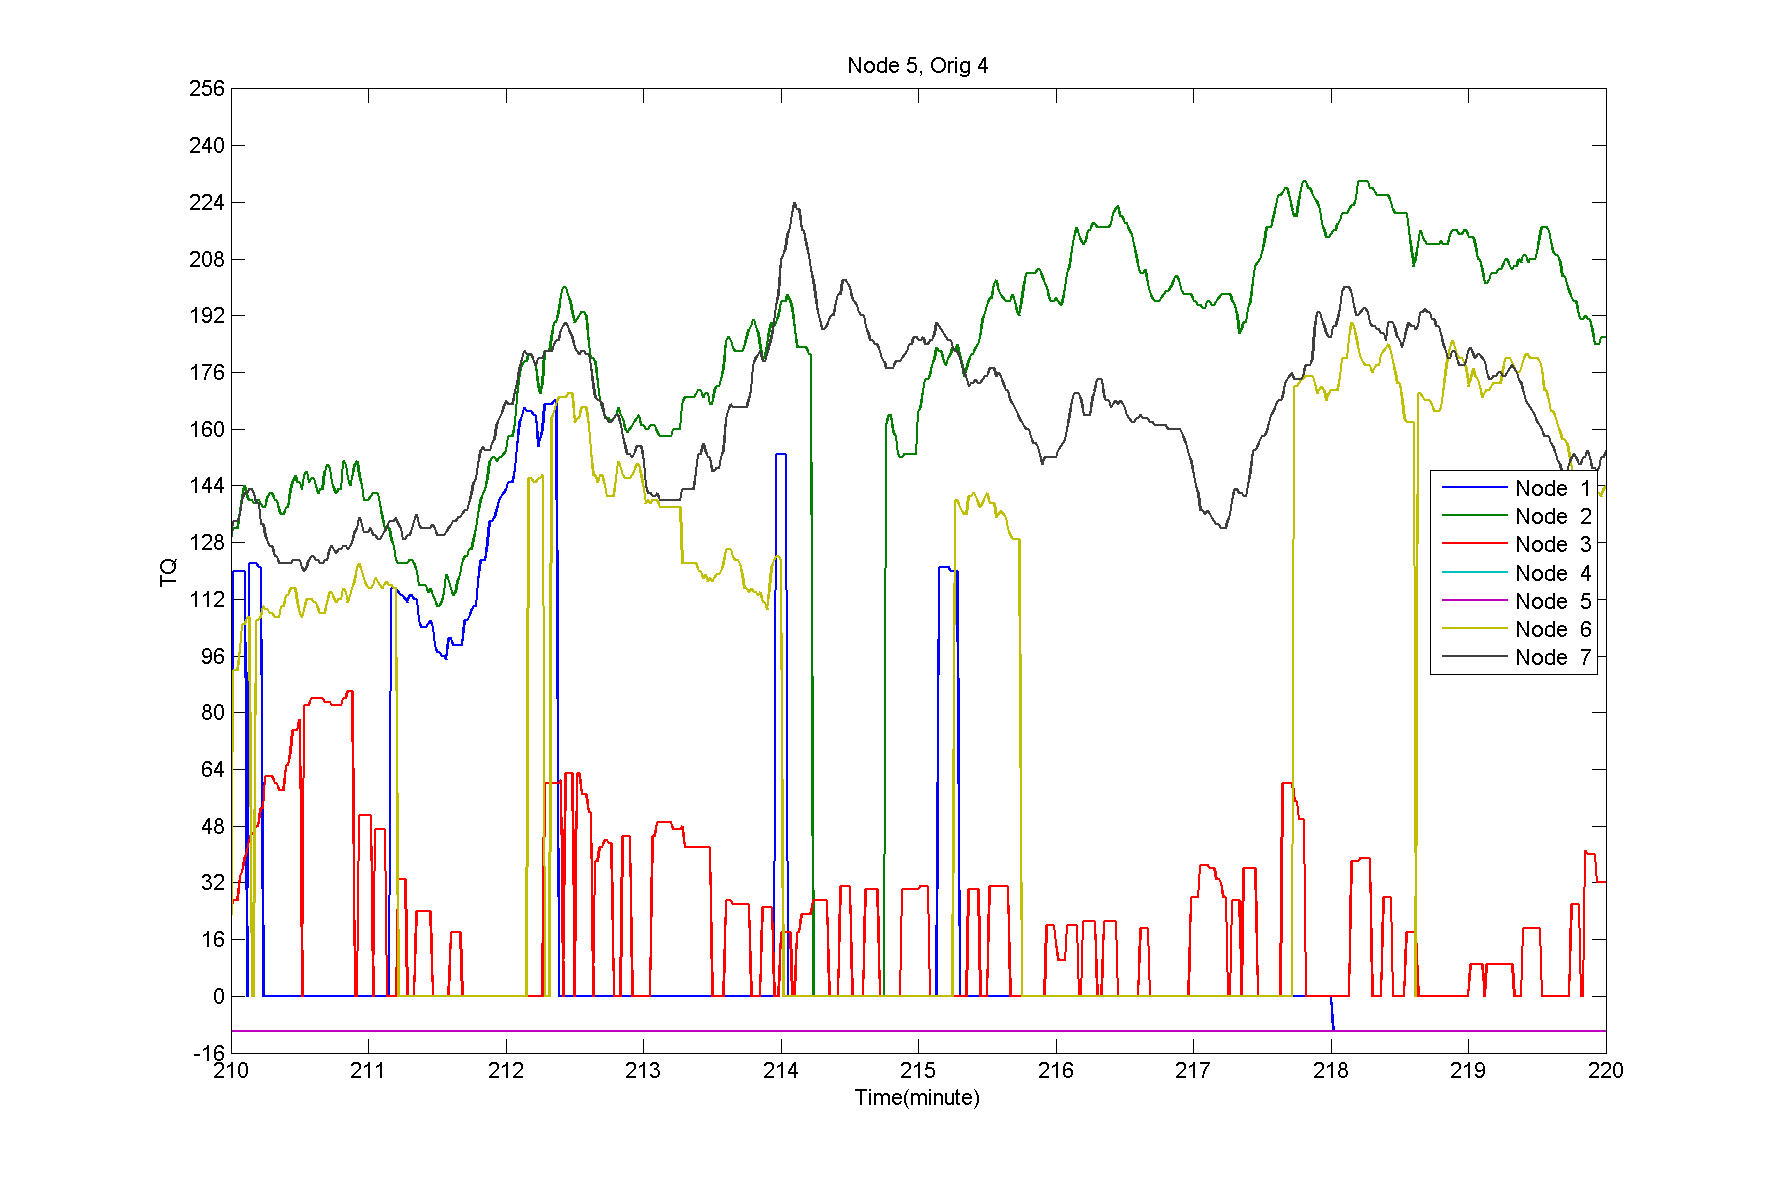 Node 5, Orig 4
256
240
224
208
192
176
160
144
128
112
96
80
64
48
32
16
0
-16
TQ
210 211 212 213 214 215 216 217 218 219 220
Time(minute)
Node 1
Node 2
Node 3
Node 4
Node 5
Node 6
Node 7